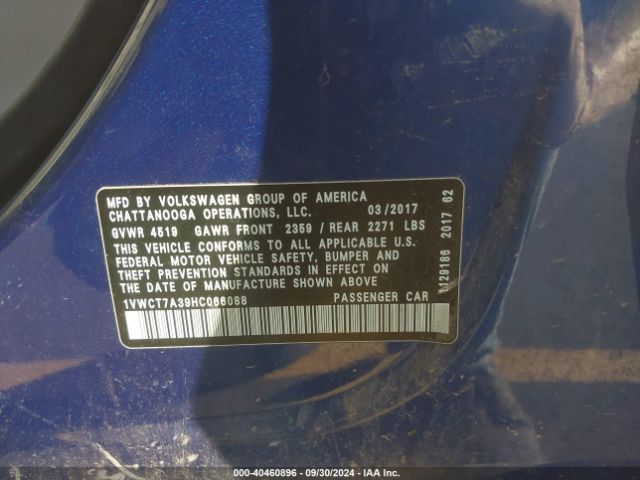 MFD BY VOLKSWAGEN GROUP OF AMERICA
CHATTANOOGA OPERATIONS, LLC. 03/2017
GVWR 4519 GAWR FRONT 2359 / REAR 2271 LBS
THIS VEHICLE CONFORMS TO ALL APPLICABLE U.S.
FEDERAL MOTOR VEHICLE SAFETY, BUMPER AND
THEFT PREVENTION STANDARDS IN EFFECT ON
THE DATE OF MANUFACTURE SHOWN ABOVE.
1VWCT7A39HC066088 PASSENGER CAR
1129186 2017 62
000-40460896 - 09/30/2024 - IAA Inc.